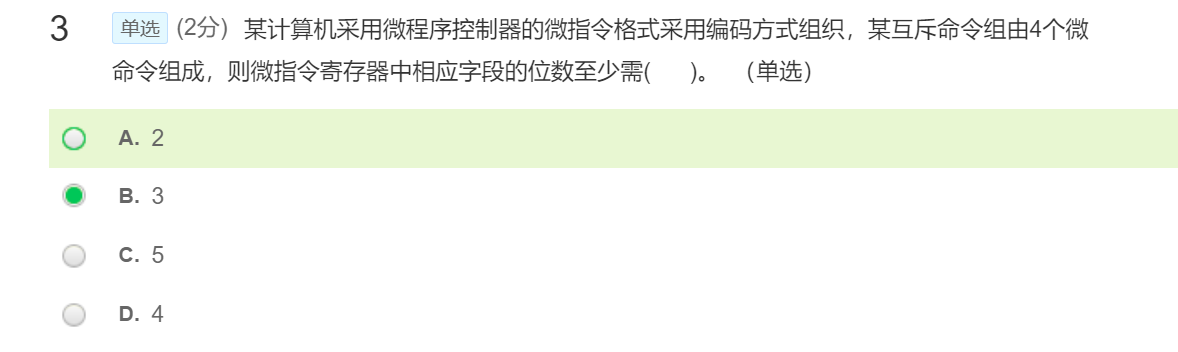 3 单选 (2分) 某计算机采用微程序控制器的微指令格式采用编码方式组织，某互斥命令组由4个微
命令组成，则微指令寄存器中相应字段的位数至少需( )。 （单选）
A. 2
B. 3
C. 5
D. 4